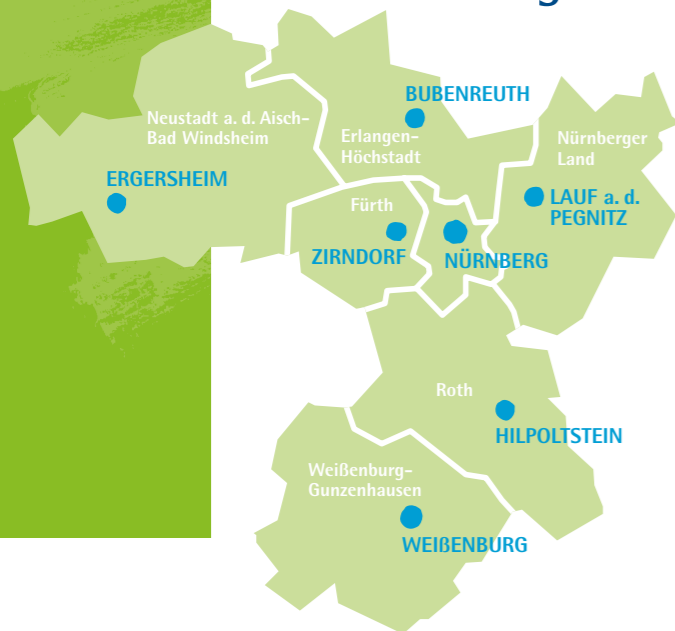 BUBENREUTH
Neustadt a. d. Aisch-
Bad Windsheim
Erlangen-
Höchstadt
Nürnberger
Land
ERGERSHEIM
LAUF a. d.
PEGNITZ
Fürth
ZIRNDORF
NÜRNBERG
Roth
HILPOLTSTEIN
Weißenburg-
Gunzenhausen
WEIßENBURG